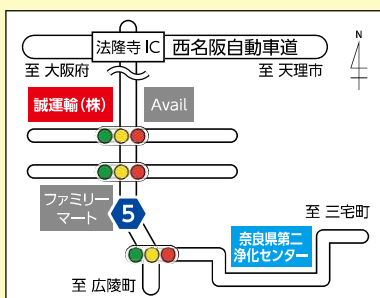 法隆寺IC
西名阪自動車道
N
至 大阪府
至 天理市
誠運輸(株)
Avail
ファミリー
マート
5
至 三宅町
奈良県第二
浄化センター
至 広陵町